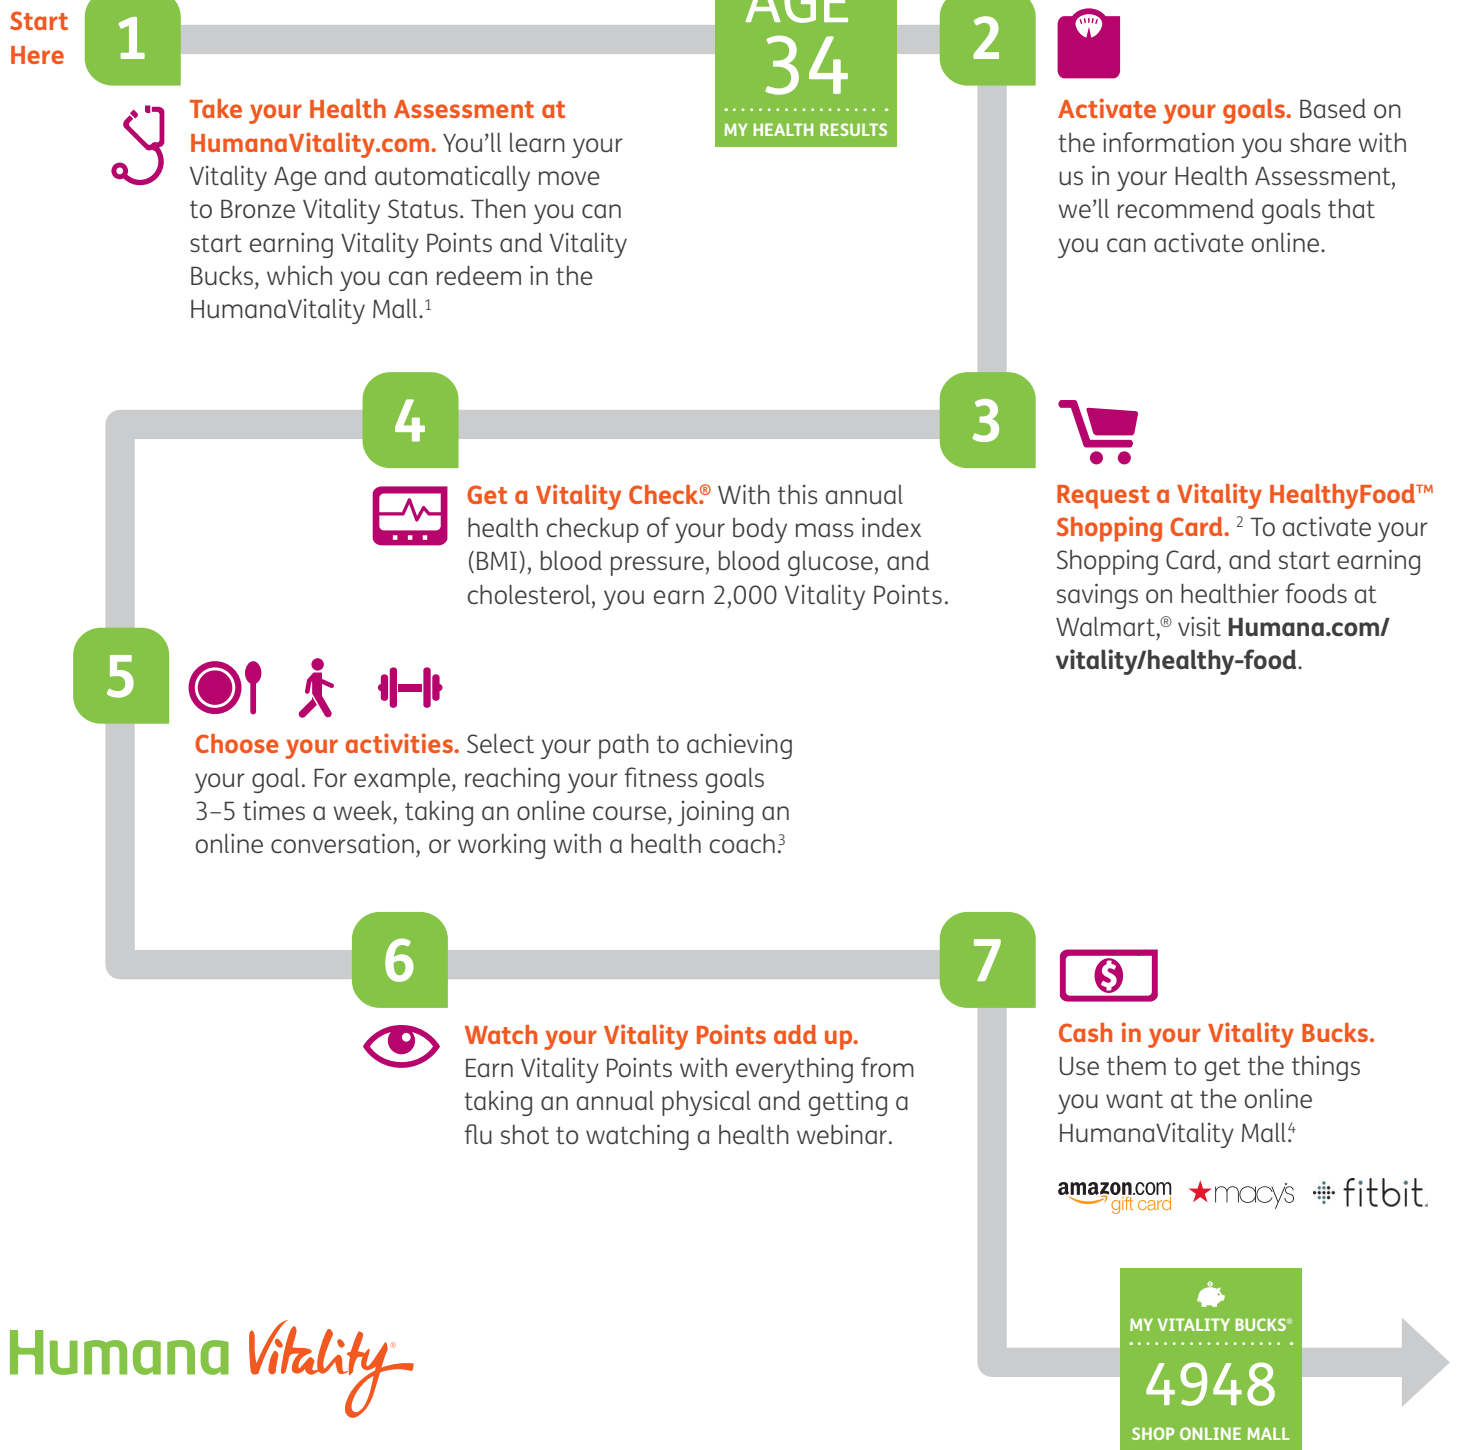 Start
Here
1
AGE
34
MY HEALTH RESULTS
2
Take your Health Assessment at
HumanaVitality.com. You’ll learn your
Vitality Age and automatically move
to Bronze Vitality Status. Then you can
start earning Vitality Points and Vitality
Bucks, which you can redeem in the
HumanaVitality Mall.¹
Activate your goals. Based on
the information you share with
us in your Health Assessment,
we’ll recommend goals that
you can activate online.
3
Request a Vitality HealthyFood™
Shopping Card. ² To activate your
Shopping Card, and start earning
savings on healthier foods at
Walmart,® visit Humana.com/
vitality/healthy-food.
4
Get a Vitality Check.® With this annual
health checkup of your body mass index
(BMI), blood pressure, blood glucose, and
cholesterol, you earn 2,000 Vitality Points.
5
Choose your activities. Select your path to achieving
your goal. For example, reaching your fitness goals
3–5 times a week, taking an online course, joining an
online conversation, or working with a health coach.³
6
Watch your Vitality Points add up.
Earn Vitality Points with everything from
taking an annual physical and getting a
flu shot to watching a health webinar.
7
Cash in your Vitality Bucks.
Use them to get the things
you want at the online
HumanaVitality Mall.⁴
amazon.com
gift card
macy's
fitbit.
MY VITALITY BUCKS®
4948
SHOP ONLINE MALL
Humana Vitality®